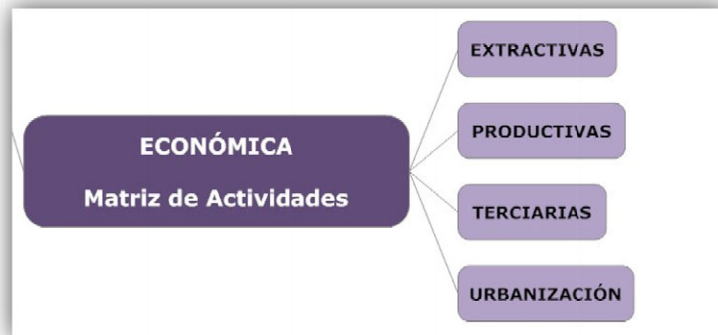 ECONÓMICA
Matriz de Actividades
EXTRACTIVAS
PRODUCTIVAS
TERCIARIAS
URBANIZACIÓN